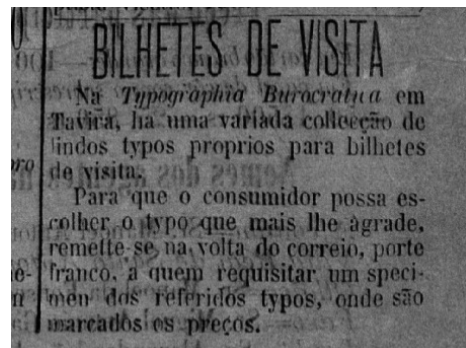 BILHETES DE VISITA
Na Typographia Burocratica em
Tavira, ha uma variada collecção de
lindos typos proprios para bilhetes
de visita.
Para que o consumidor possa es-
colher o typo que mais lhe agrade,
remette-se na volta do correio, porte
franco, a quem requisitar um speci-
men dos referidos typos, onde são
marcados os preços.